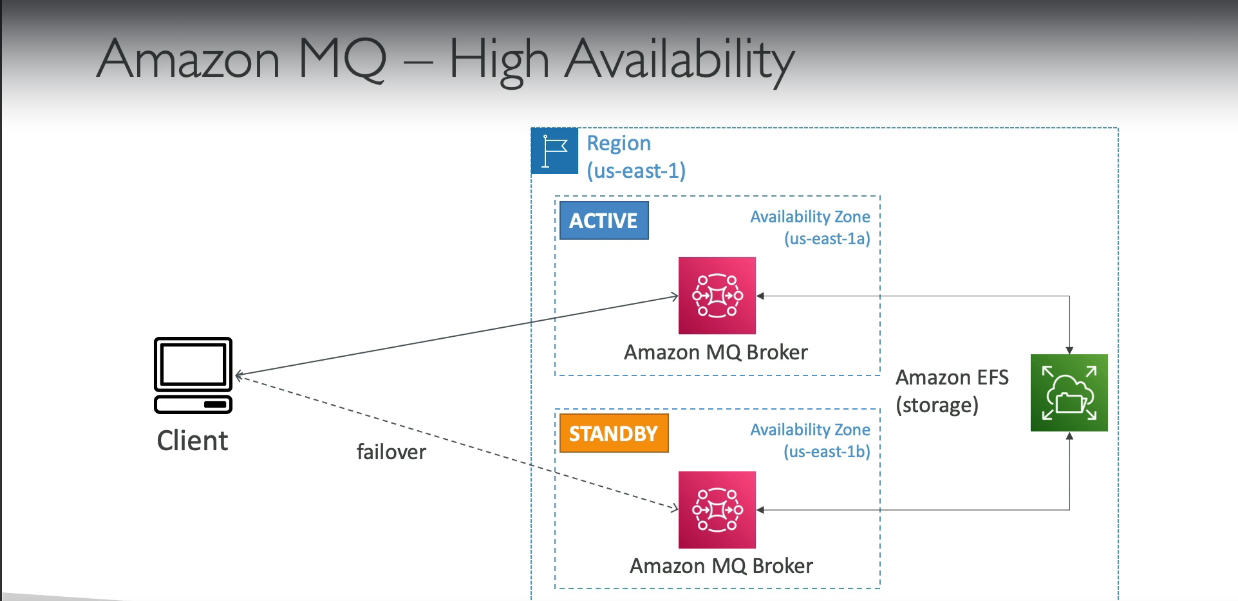 Amazon MQ – High Availability
Region
(us-east-1)
ACTIVE
Availability Zone
(us-east-1a)
Amazon MQ Broker
Client
failover
Amazon EFS
(storage)
STANDBY
Availability Zone
(us-east-1b)
Amazon MQ Broker